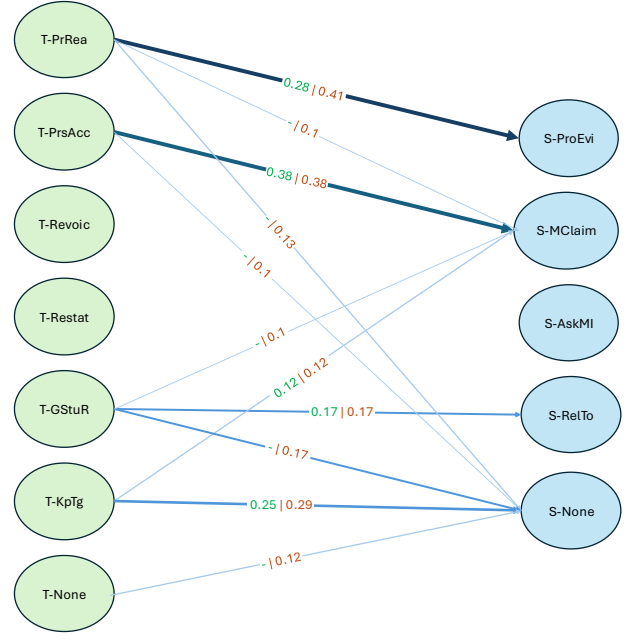 T-PrRea
0.28 | 0.41
T-PrsAcc
- | 0.1
S-ProEvi
0.38 | 0.38
T-Revoic
- | 0.13
S-MClaim
- | 0.1
T-Restat
S-AskMI
- | 0.1
0.12 | 0.12
T-GStuR
0.17 | 0.17
S-RelTo
- | 0.17
T-KpTg
0.25 | 0.29
S-None
- | 0.12
T-None